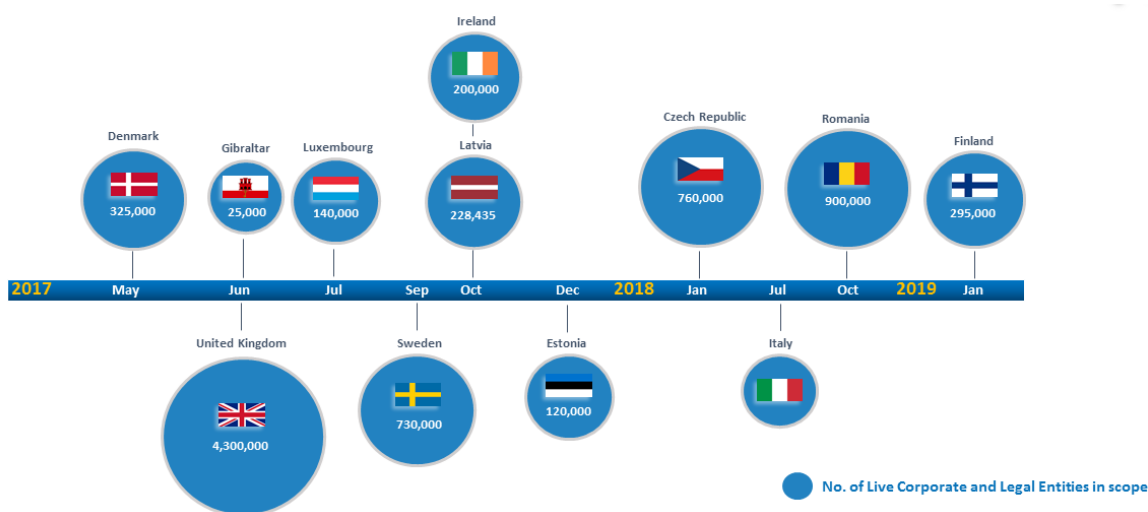 Ireland
200,000
Denmark
325,000
Gibraltar
25,000
Luxembourg
140,000
Latvia
228,435
Czech Republic
760,000
Romania
900,000
Finland
295,000
2017 May Jun Jul Sep Oct Dec 2018 Jan Jul Oct 2019 Jan
United Kingdom
4,300,000
Sweden
730,000
Estonia
120,000
Italy
No. of Live Corporate and Legal Entities in scope